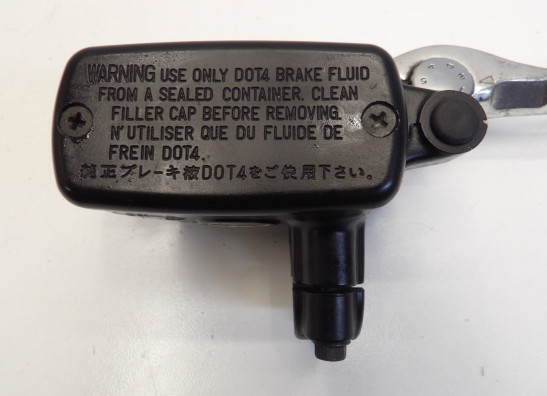 WARNING USE ONLY DOT4 BRAKE FLUID
FROM A SEALED CONTAINER. CLEAN
FILLER CAP BEFORE REMOVING.
N'UTILISER QUE DU FLUIDE DE
FREIN DOT4.
純正ブレーキ液DOT4をご使用下さい。